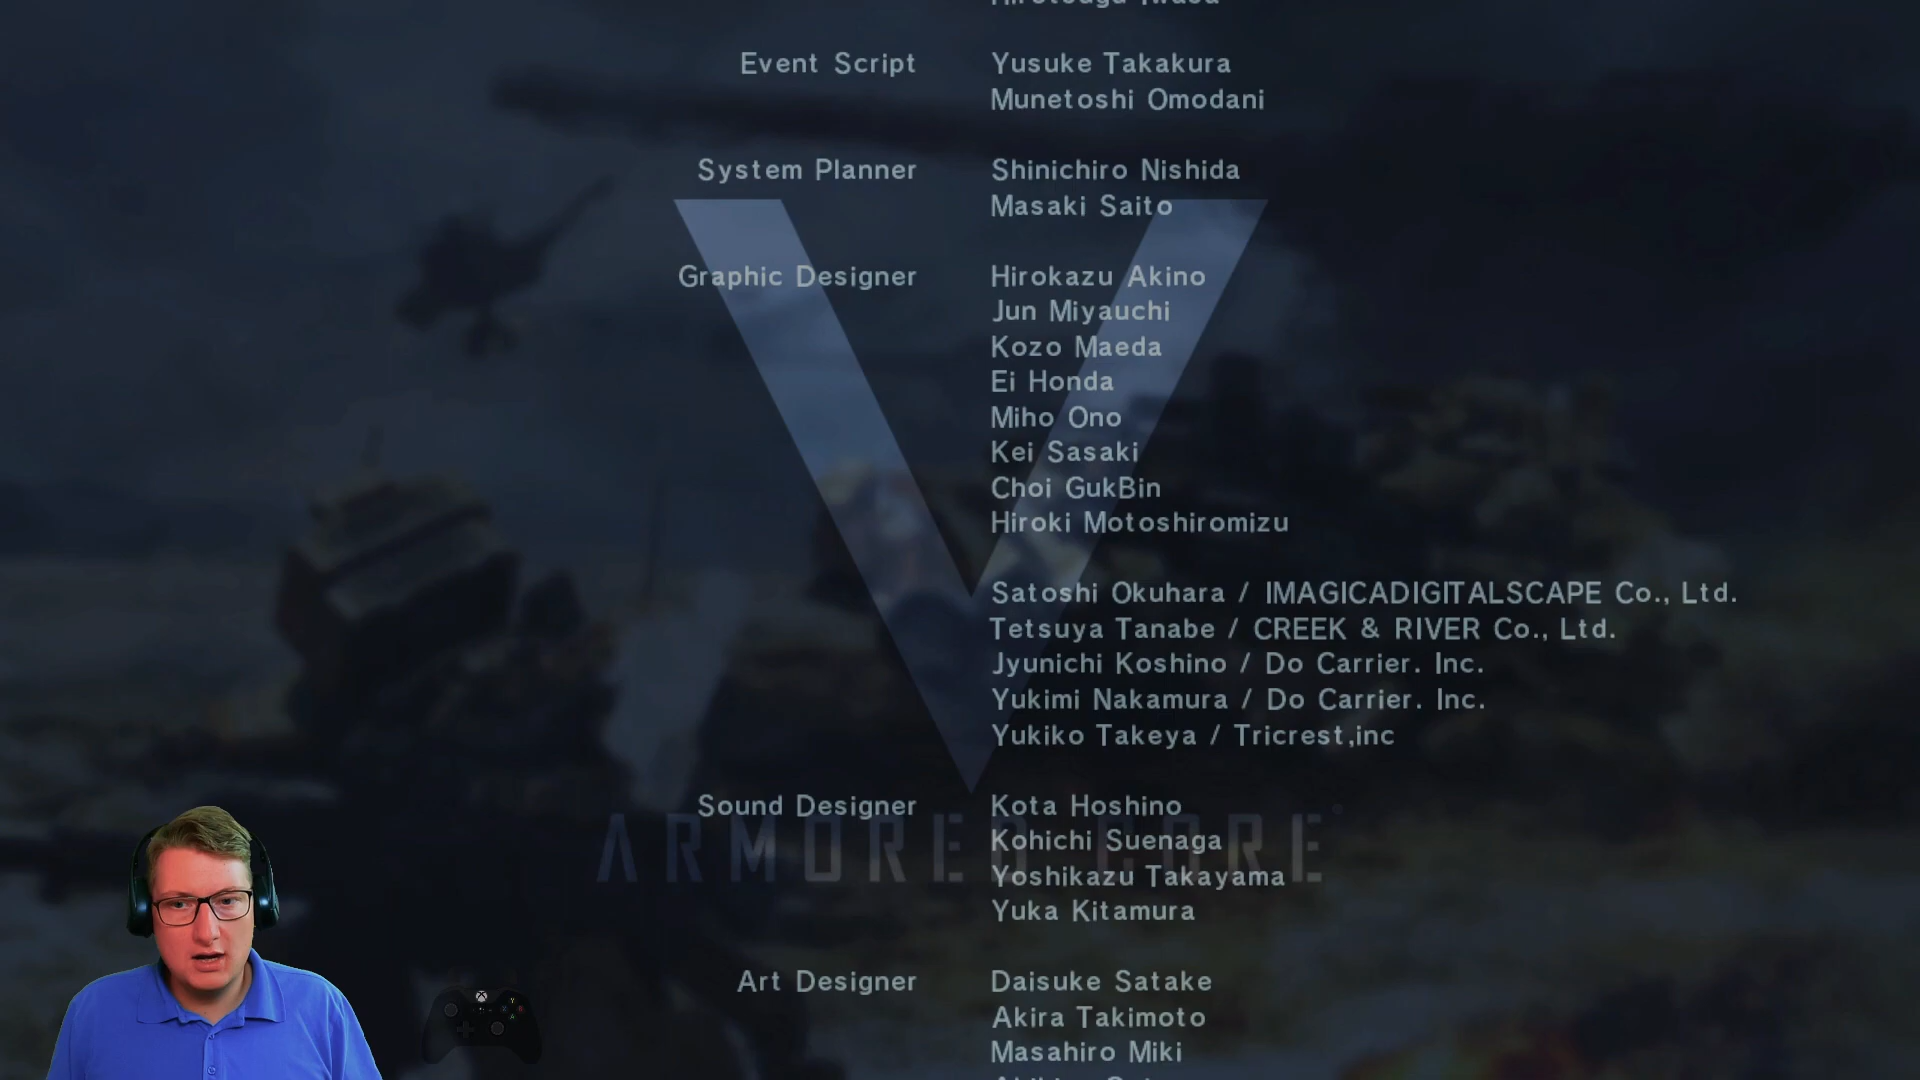 Event Script Yusuke Takakura
Munetoshi Omodani
System Planner Shinichiro Nishida
Masaki Saito
Graphic Designer Hirokazu Akino
Jun Miyauchi
Kozo Maeda
Ei Honda
Miho Ono
Kei Sasaki
Choi GukBin
Hiroki Motoshiromizu
Satoshi Okuhara / IMAGICADIGITALSCAPE Co., Ltd.
Tetsuya Tanabe / CREEK & RIVER Co., Ltd.
Jyunichi Koshino / Do Carrier. Inc.
Yukimi Nakamura / Do Carrier. Inc.
Yukiko Takeya / Tricrest,inc
Sound Designer Kota Hoshino
Kohichi Suenaga
Yoshikazu Takayama
Yuka Kitamura
Art Designer Daisuke Satake
Akira Takimoto
Masahiro Miki
V
ARMORED CORE